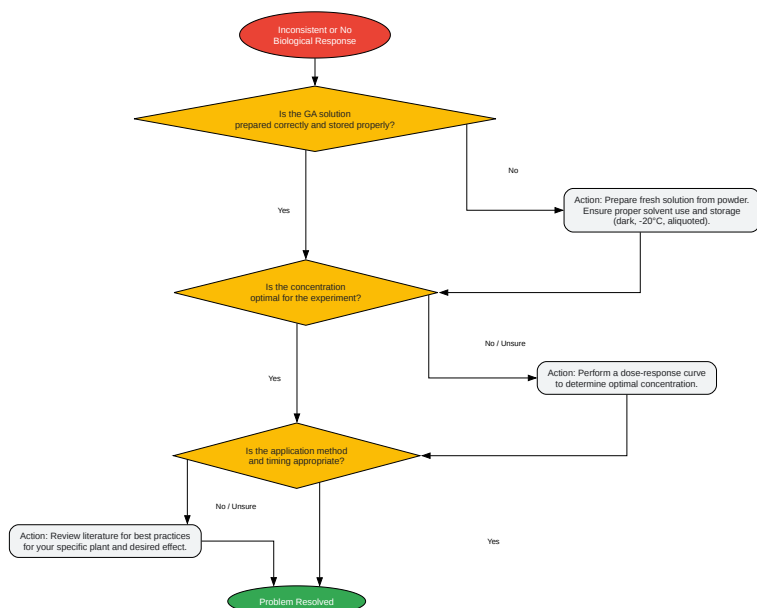 Inconsistent or No
Biological Response
Is the GA solution
prepared correctly and stored properly?
No
Action: Prepare fresh solution from powder.
Ensure proper solvent use and storage
(dark, -20°C, aliquoted).
Yes
Is the concentration
optimal for the experiment?
No / Unsure
Action: Perform a dose-response curve
to determine optimal concentration.
Yes
Is the application method
and timing appropriate?
No / Unsure
Action: Review literature for best practices
for your specific plant and desired effect.
Yes
Problem Resolved